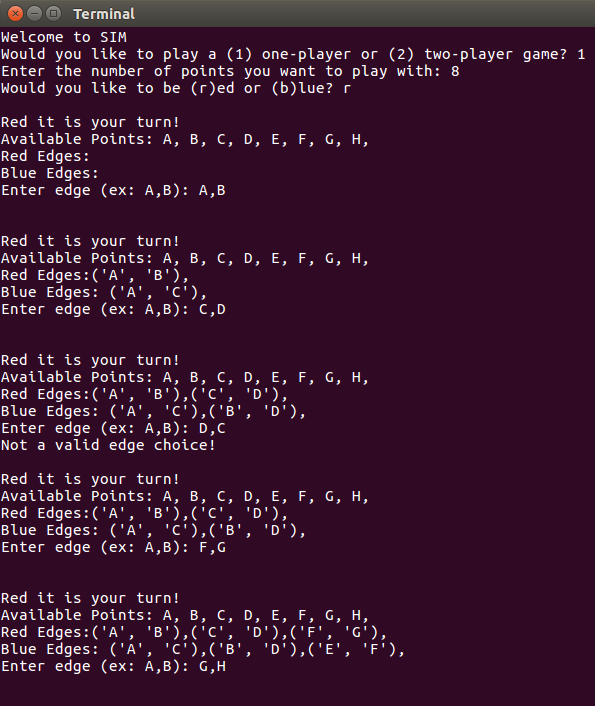 Terminal
Welcome to SIM
Would you like to play a (1) one-player or (2) two-player game? 1
Enter the number of points you want to play with: 8
Would you like to be (r)ed or (b)lue? r
Red it is your turn!
Available Points: A, B, C, D, E, F, G, H,
Red Edges:
Blue Edges:
Enter edge (ex: A,B): A,B
Red it is your turn!
Available Points: A, B, C, D, E, F, G, H,
Red Edges:('A', 'B'),
Blue Edges: ('A', 'C'),
Enter edge (ex: A,B): C,D
Red it is your turn!
Available Points: A, B, C, D, E, F, G, H,
Red Edges:('A', 'B'),('C', 'D'),
Blue Edges: ('A', 'C'),('B', 'D'),
Enter edge (ex: A,B): D,C
Not a valid edge choice!
Red it is your turn!
Available Points: A, B, C, D, E, F, G, H,
Red Edges:('A', 'B'),('C', 'D'),
Blue Edges: ('A', 'C'),('B', 'D'),
Enter edge (ex: A,B): F,G
Red it is your turn!
Available Points: A, B, C, D, E, F, G, H,
Red Edges:('A', 'B'),('C', 'D'),('F', 'G'),
Blue Edges: ('A', 'C'),('B', 'D'),('E', 'F'),
Enter edge (ex: A,B): G,H